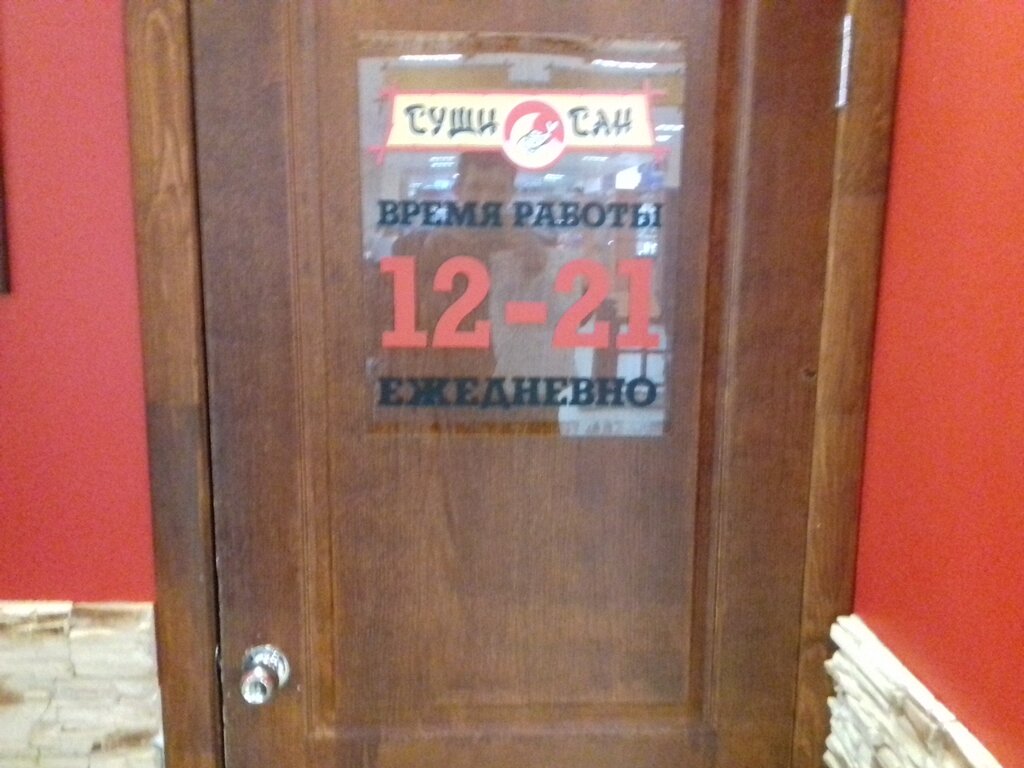 СУШИ САН
ВРЕМЯ РАБОТЫ
12-21
ЕЖЕДНЕВНО